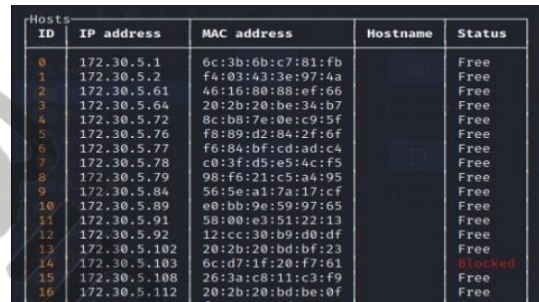 Hosts
ID IP address MAC address Hostname Status
0 172.30.5.1 6c:3b:6b:c7:81:fb Free
1 172.30.5.2 f4:03:43:3e:97:4a Free
2 172.30.5.61 46:16:80:88:ef:66 Free
3 172.30.5.64 20:2b:20:be:34:b7 Free
4 172.30.5.72 8c:b8:7e:0e:c9:5f Free
5 172.30.5.76 f8:89:d2:84:2f:6f Free
6 172.30.5.77 f6:84:bf:cd:ad:c4 Free
7 172.30.5.78 c0:3f:d5:e5:4c:f5 Free
8 172.30.5.79 98:f6:21:c5:a4:95 Free
9 172.30.5.84 56:5e:a1:7a:17:cf Free
10 172.30.5.89 e0:bb:9e:59:97:65 Free
11 172.30.5.91 58:00:e3:51:22:13 Free
12 172.30.5.92 12:cc:30:b9:d0:df Free
13 172.30.5.102 20:2b:20:bd:bf:23 Free
14 172.30.5.103 6c:d7:1f:20:f7:61 Blocked
15 172.30.5.108 26:3a:c8:11:c3:f9 Free
16 172.30.5.112 20:2b:20:bd:be:0f Free